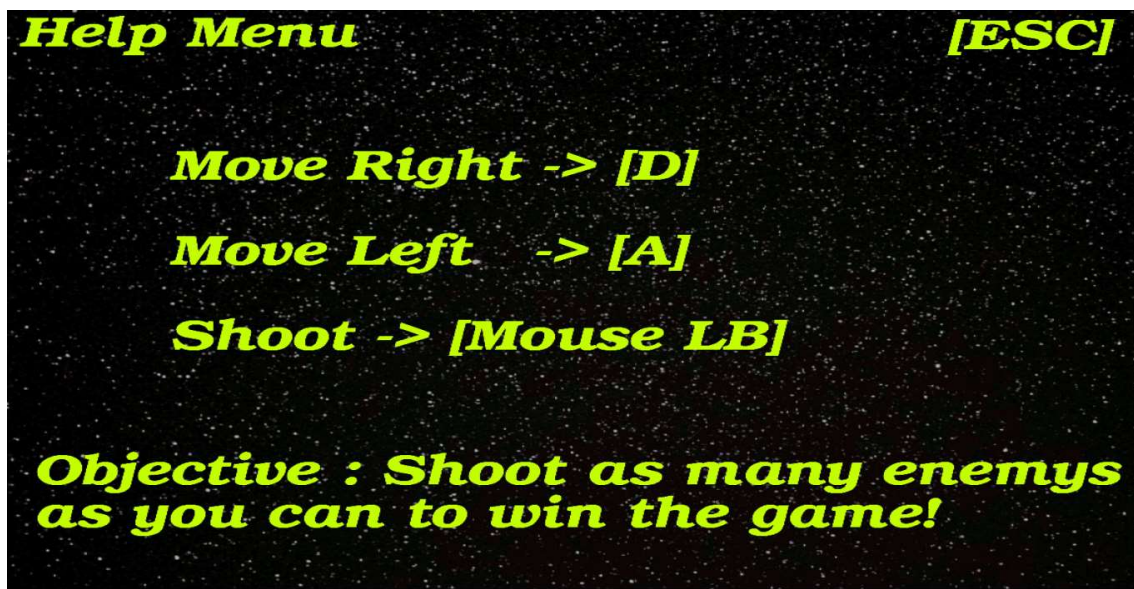 Help Menu [ESC]
Move Right -> [D]
Move Left -> [A]
Shoot -> [Mouse LB]
Objective : Shoot as many enemys
as you can to win the game!